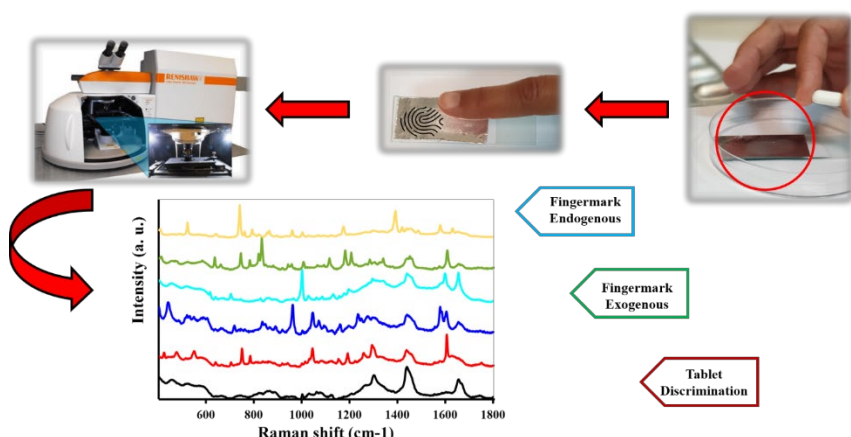 RENISHAW
Fingermark
Endogenous
Fingermark
Exogenous
Tablet
Discrimination
Intensity (a. u.)
600
800
1000
1200
1400
1600
1800
Raman shift (cm-1)